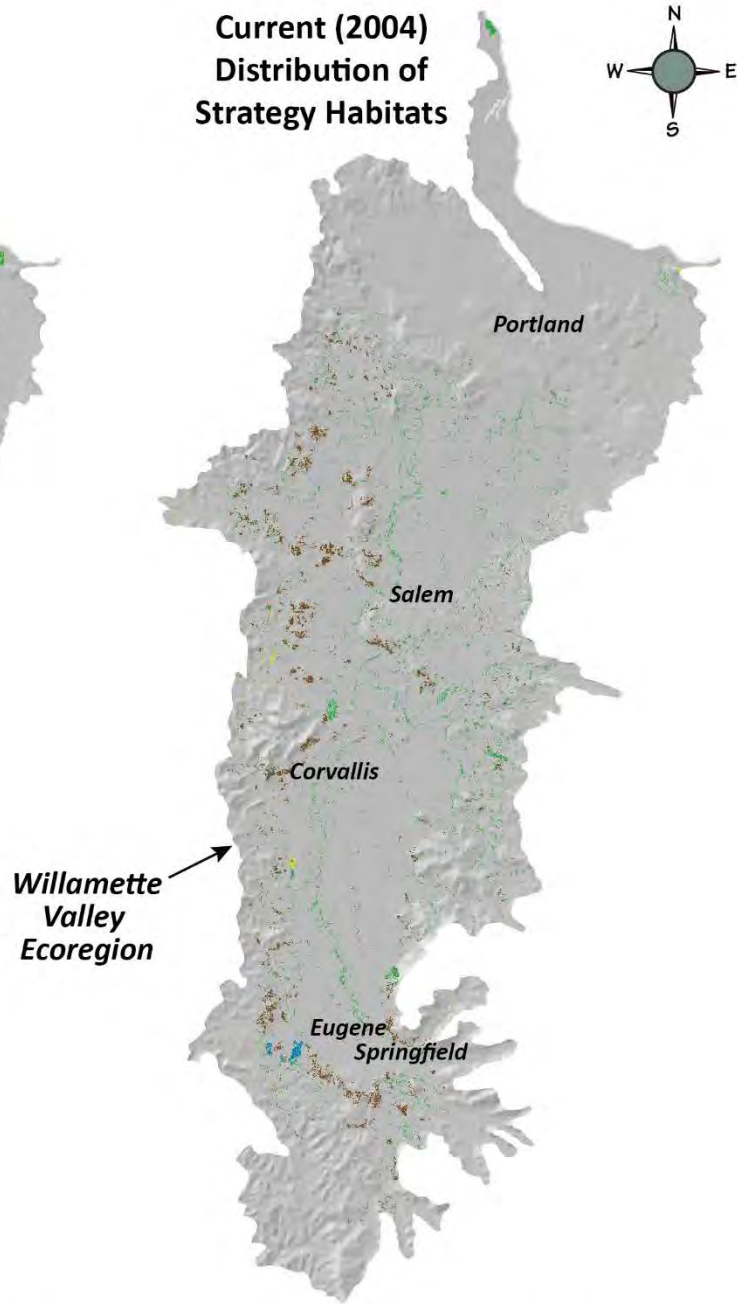 Current (2004)
Distribution of
Strategy Habitats
N
W E
S
Portland
Salem
Corvallis
Willamette
Valley
Ecoregion
Eugene
Springfield